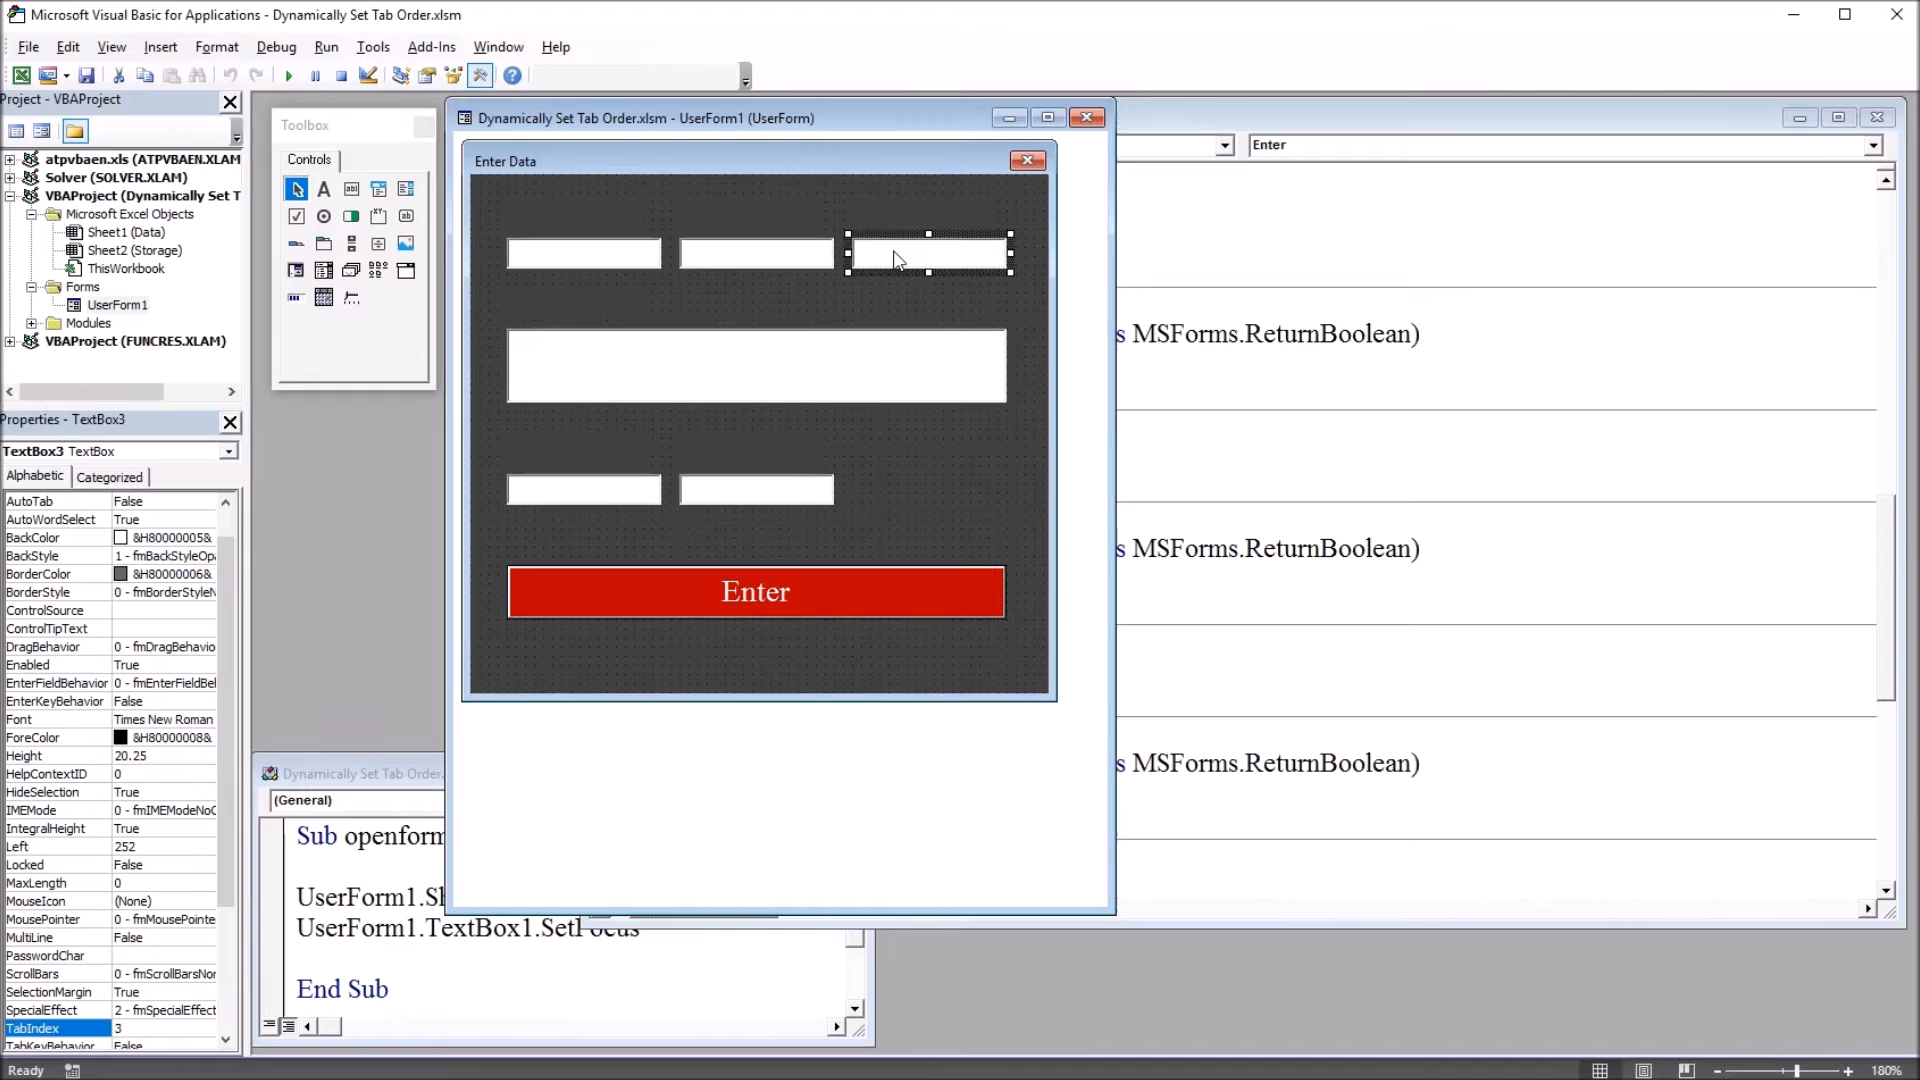 Microsoft Visual Basic for Applications - Dynamically Set Tab Order.xlsm
File Edit View Insert Format Debug Run Tools Add-Ins Window Help
Project - VBAProject
atpvbaen.xls (ATPVBAEN.XLAM
Solver (SOLVER.XLAM)
VBAProject (Dynamically Set T
Microsoft Excel Objects
Sheet1 (Data)
Sheet2 (Storage)
ThisWorkbook
Forms
UserForm1
Modules
VBAProject (FUNCRES.XLAM)
Properties - TextBox3
TextBox3 TextBox
Alphabetic Categorized
AutoTab False
AutoWordSelect True
BackColor &H80000005&
BackStyle 1 - fmBackStyleOp
BorderColor &H80000006&
BorderStyle 0 - fmBorderStyleN
ControlSource
ControlTipText
DragBehavior 0 - fmDragBehavio
Enabled True
EnterFieldBehavior 0 - fmEnterFieldBe
EnterKeyBehavior False
Font Times New Roman
ForeColor &H80000008&
Height 20.25
HelpContextID 0
HideSelection True
IMEMode 0 - fmIMEModeNoC
IntegralHeight True
Left 252
Locked False
MaxLength 0
MouseIcon (None)
MousePointer 0 - fmMousePointe
MultiLine False
PasswordChar
ScrollBars 0 - fmScrollBarsNo
SelectionMargin True
SpecialEffect 2 - fmSpecialEffect
TabIndex 3
TabKeyBehavior False
Toolbox
Controls
Dynamically Set Tab Order.xlsm - UserForm1 (UserForm)
Enter Data
Enter
Enter
s MSForms.ReturnBoolean)
s MSForms.ReturnBoolean)
s MSForms.ReturnBoolean)
Dynamically Set Tab Order.
(General)
Sub openform
UserForm1.Sh
UserForm1.TextBox1.SetFocus
End Sub
Ready
180%